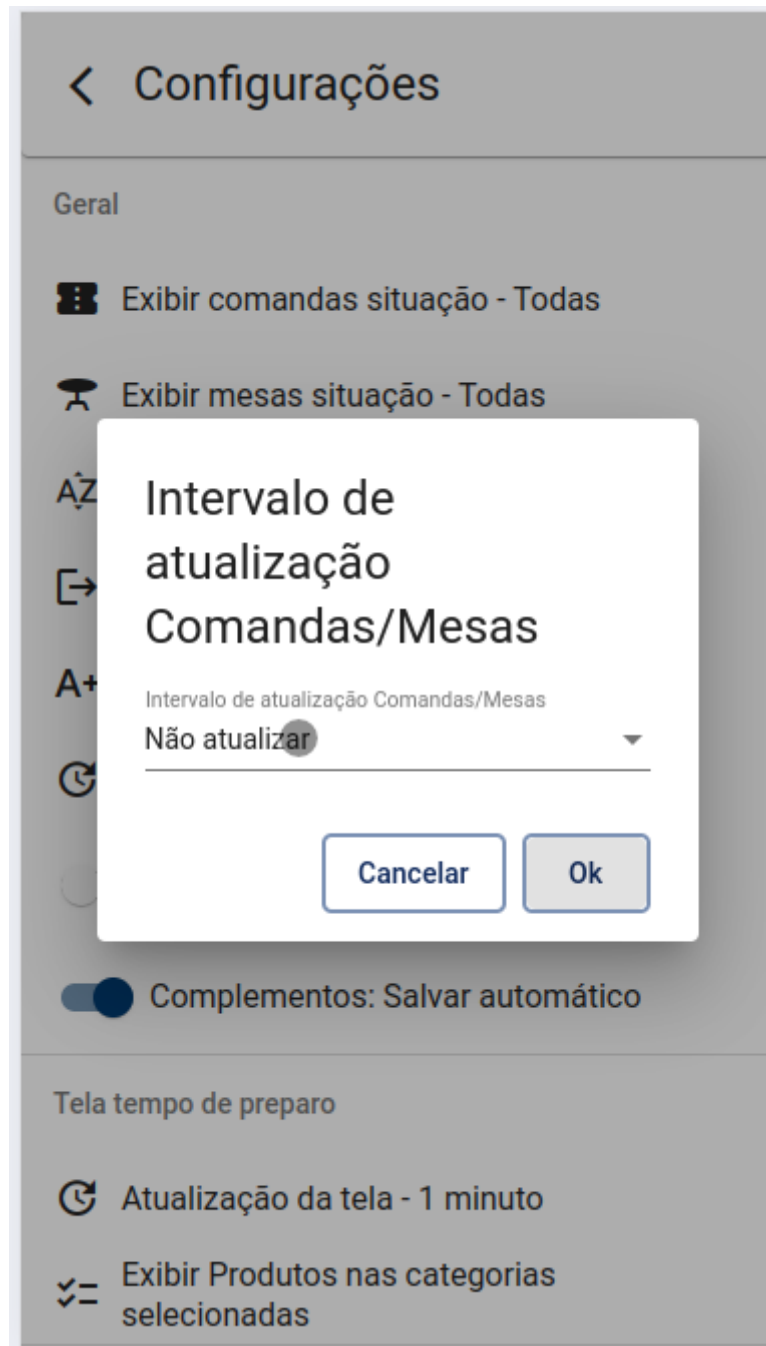 Configurações
Geral
Exibir comandas situação - Todas
Exibir mesas situação - Todas
AZ
A+
Intervalo de
atualização
Comandas/Mesas
Intervalo de atualização Comandas/Mesas
Não atualizar
Cancelar
Ok
Complementos: Salvar automático
Tela tempo de preparo
Atualização da tela - 1 minuto
Exibir Produtos nas categorias
selecionadas